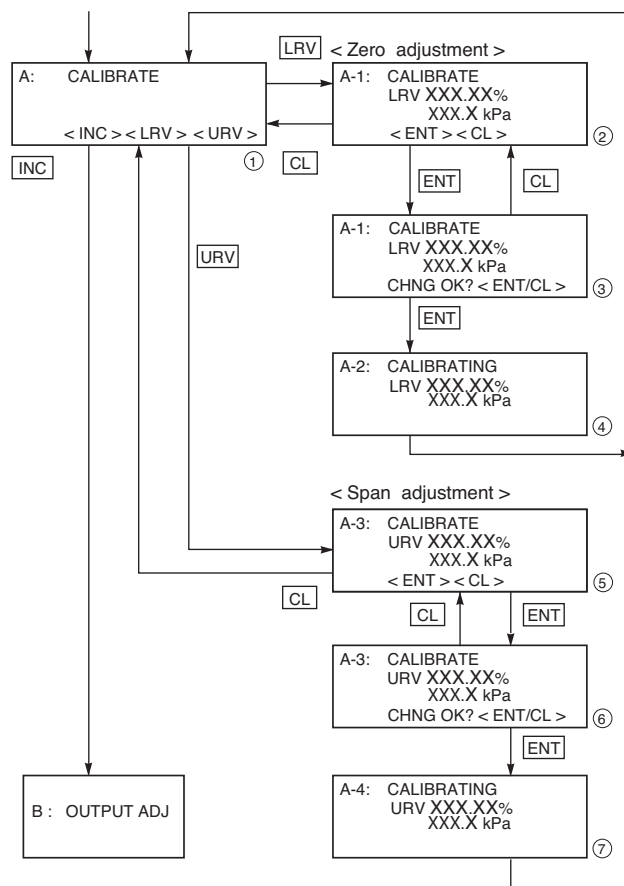 LRV < Zero adjustment >
A: CALIBRATE
< INC > < LRV > < URV >
①
INC
CL
A-1: CALIBRATE
LRV XXX.XX%
XXX.X kPa
< ENT > < CL >
②
ENT
CL
URV
A-1: CALIBRATE
LRV XXX.XX%
XXX.X kPa
CHNG OK? < ENT/CL >
③
ENT
A-2: CALIBRATING
LRV XXX.XX%
XXX.X kPa
④
< Span adjustment >
A-3: CALIBRATE
URV XXX.XX%
XXX.X kPa
< ENT > < CL >
⑤
CL
CL
ENT
A-3: CALIBRATE
URV XXX.XX%
XXX.X kPa
CHNG OK? < ENT/CL >
⑥
ENT
B : OUTPUT ADJ
A-4: CALIBRATING
URV XXX.XX%
XXX.X kPa
⑦